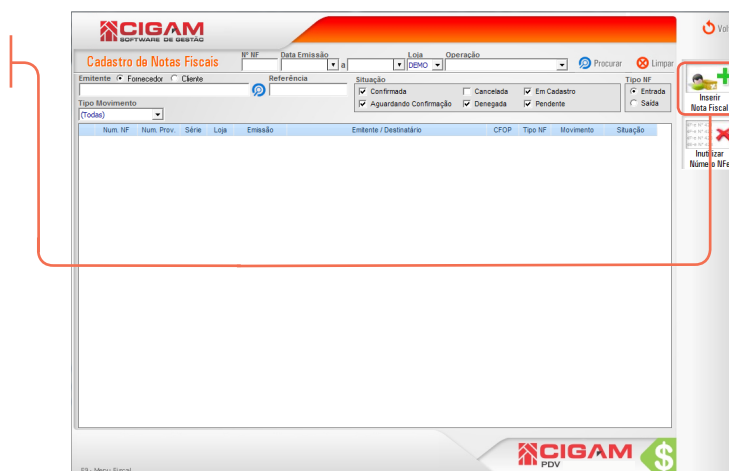 CIGAM
SOFTWARE DE GESTÃO
Vol
Cadastro de Notas Fiscais
Nº NF
Data Emissão
a
Loja
DEMO
Operação
Procurar
Limpar
Emitente
Fornecedor
Cliente
Referência
Situação
Confirmada
Cancelada
Em Cadastro
Aguardando Confirmação
Denegada
Pendente
Tipo NF
Entrada
Saída
Tipo Movimento
(Todas)
Inserir
Nota Fiscal
Inutilizar
Número NFe
Num. NF Num. Prov. Série Loja Emissão Emitente / Destinatário CFOP Tipo NF Movimento Situação
CIGAM
PDV
$